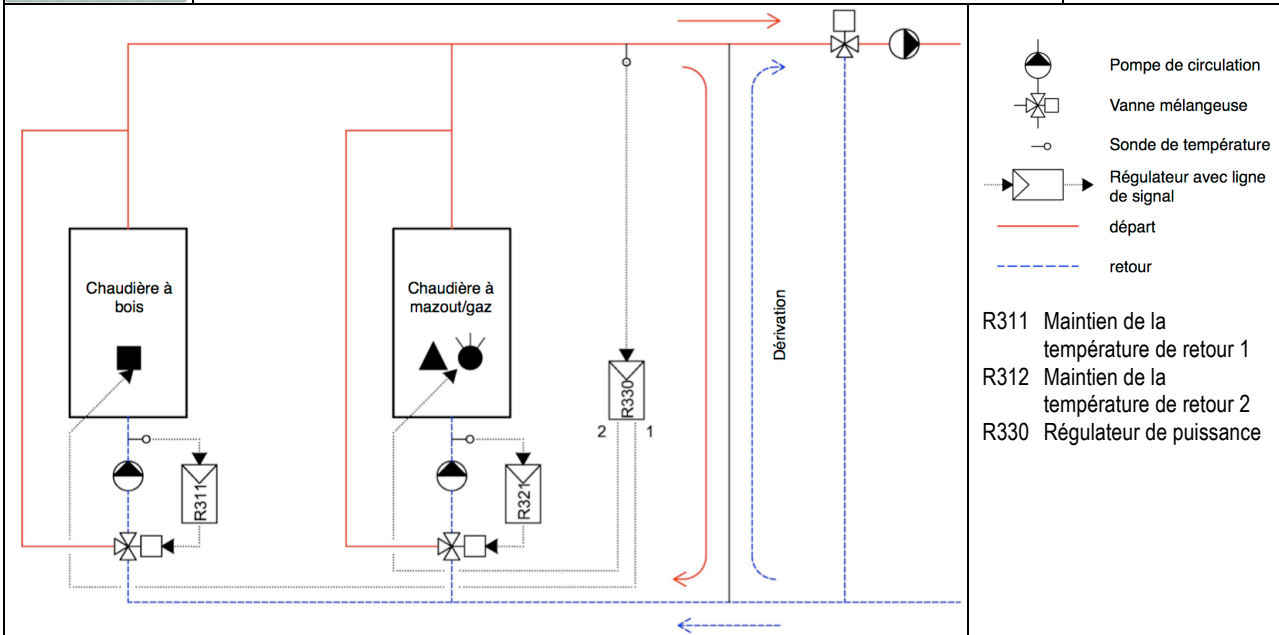 Chaudière à
bois
Chaudière à
mazout/gaz
R330
2
1
R311
R321
Dérivation
Pompe de circulation
Vanne mélangeuse
Sonde de température
Régulateur avec ligne
de signal
départ
retour
R311 Maintien de la
température de retour 1
R312 Maintien de la
température de retour 2
R330 Régulateur de puissance